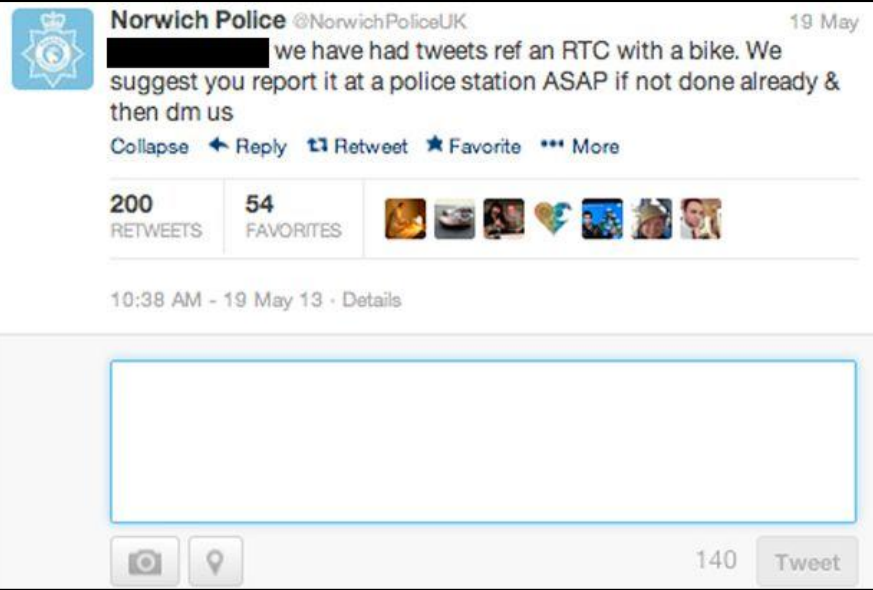 Norwich Police @NorwichPoliceUK 19 May
we have had tweets ref an RTC with a bike. We
suggest you report it at a police station ASAP if not done already &
then dm us
Collapse Reply Retweet Favorite ••• More
200 54
RETWEETS FAVORITES
10:38 AM - 19 May 13 · Details
140 Tweet